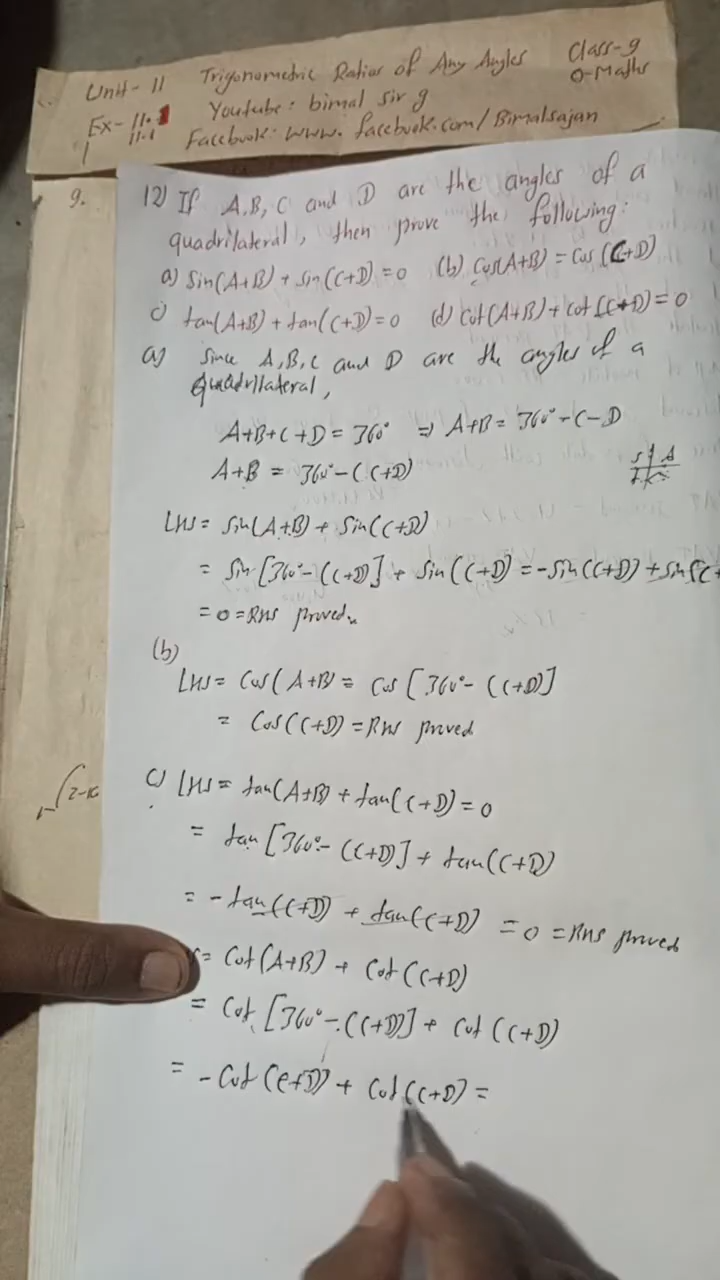 Unit-11 Trigonometric Ratios of Any Angles Class-9
O-Maths
Ex-11.1 Youtube: bimal sir g
11.1
Facebook: www.facebook.com/Bimalsajan
9.
12) If A,B,C and D are the angles of a
quadrilateral, then prove the following:
a) Sin(A+B) + sin(C+D)=0 (b) Cos(A+B) = Cos (C+D)
c) tan(A+B) + tan(C+D)=0 (d) Cot(A+B)+cot(C+D)=0
a) Since A,B,C and D are the angles of a
Quadrilateral,
A+B+C+D = 360° ⇒ A+B = 360°-C-D
A+B = 360°-(C+D)
S A
T C
LHS = Sin(A+B) + Sin(C+D)
= Sin[360°-(C+D)] + Sin(C+D) = -Sin(C+D) + Sin(C+
= 0 = RHS proved.
(b)
LHS = Cos(A+B) = Cos[360°-(C+D)]
= Cos(C+D) = RHS proved
c) LHS = tan(A+B) + tan(C+D) = 0
= tan[360°-(C+D)] + tan(C+D)
= -tan(C+D) + tan(C+D) = 0 = RHS proved
= Cot(A+B) + Cot(C+D)
= Cot[360°-(C+D)] + Cot(C+D)
= -Cot(C+D) + Cot(C+D) =